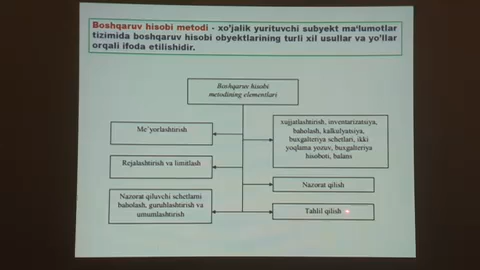 Boshqaruv hisobi metodi - xo'jalik yurituvchi subyekt ma'lumotlar
tizimida boshqaruv hisobi obyektlarining turli xil usullar va yo'llar
orqali ifoda etilishidir.
Boshqaruv hisobi
metodining elementlari
Me'yorlashtirish
xujjatlashtirish, inventarizatsiya,
baholash, kalkulyatsiya,
buxgalteriya schetlari, ikki
yoqlama yozuv, buxgalteriya
hisoboti, balans
Rejalashtirish va limitlash
Nazorat qilish
Nazorat qiluvchi schetlarni
baholash, guruhlashtirish va
umumlashtirish
Tahlil qilish